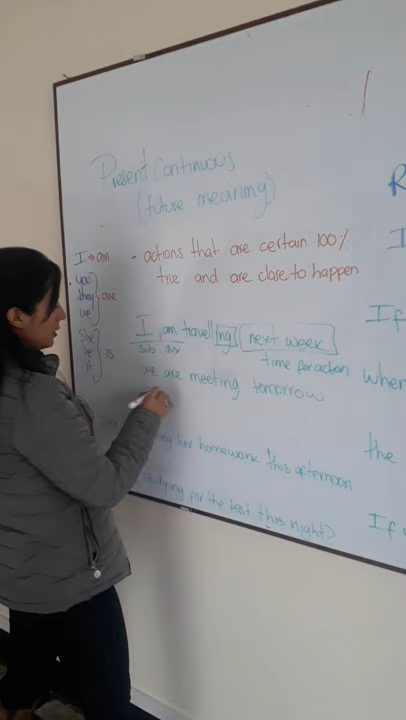 Present Continuous
(future meaning)
I → am
- actions that are certain 100%
true and are close to happen
you
they
we
are
she
he
it
is
I am travelling next week
sub aux
time for action
we are meeting tomorrow
her homework this afternoon
studying for the test this night)
If
when
the
If